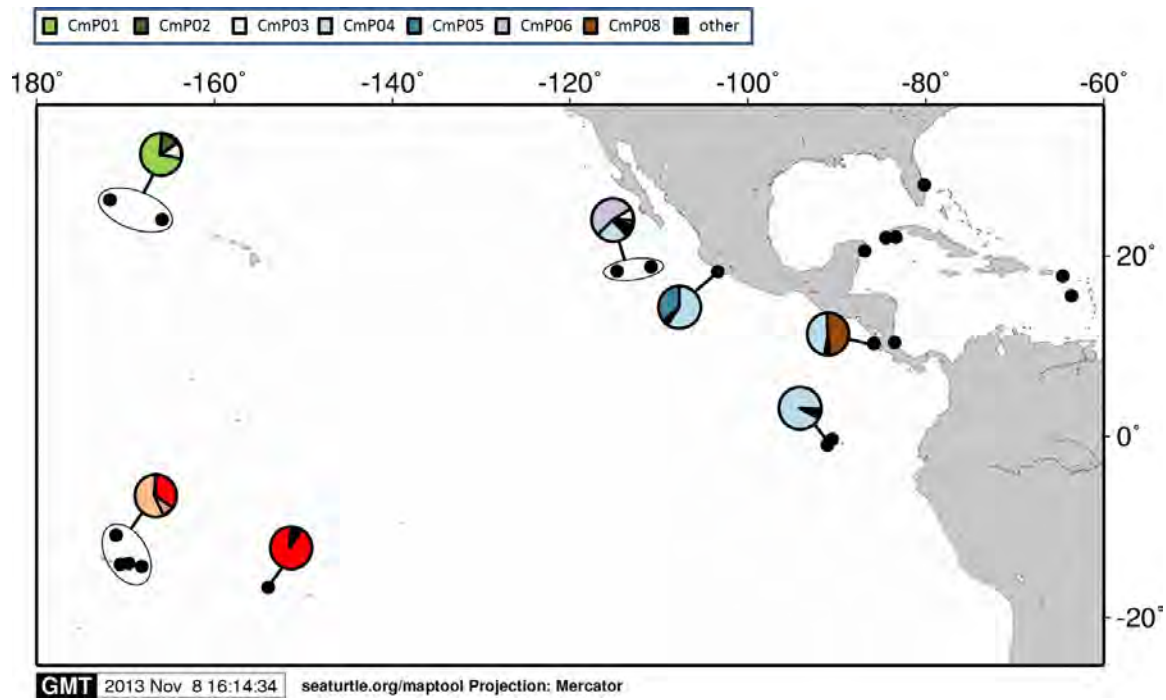 CmP01 CmP02 CmP03 CmP04 CmP05 CmP06 CmP08 other
180 -160˚ -140˚ -120˚ -100˚ -80˚ -60˚
20˚
0˚
-20˚
GMT 2013 Nov 8 16:14:34 seaturtle.org/maptool Projection: Mercator